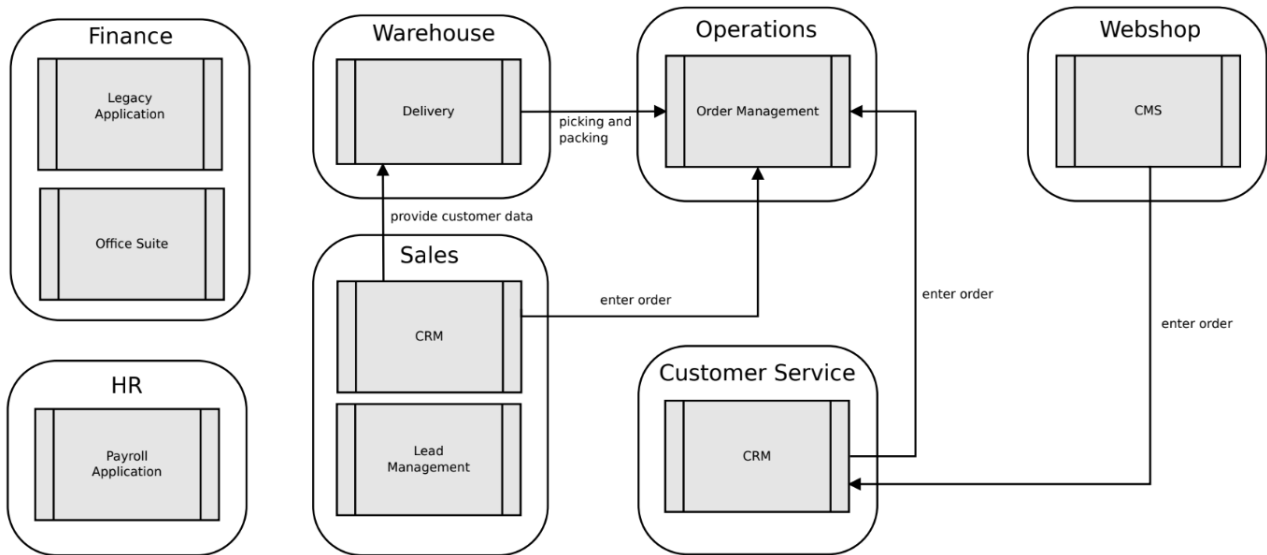 Finance
Legacy
Application
Office Suite
HR
Payroll
Application
Warehouse
Delivery
picking and
packing
provide customer data
Sales
CRM
enter order
Lead
Management
Operations
Order Management
enter order
Customer Service
CRM
Webshop
CMS
enter order